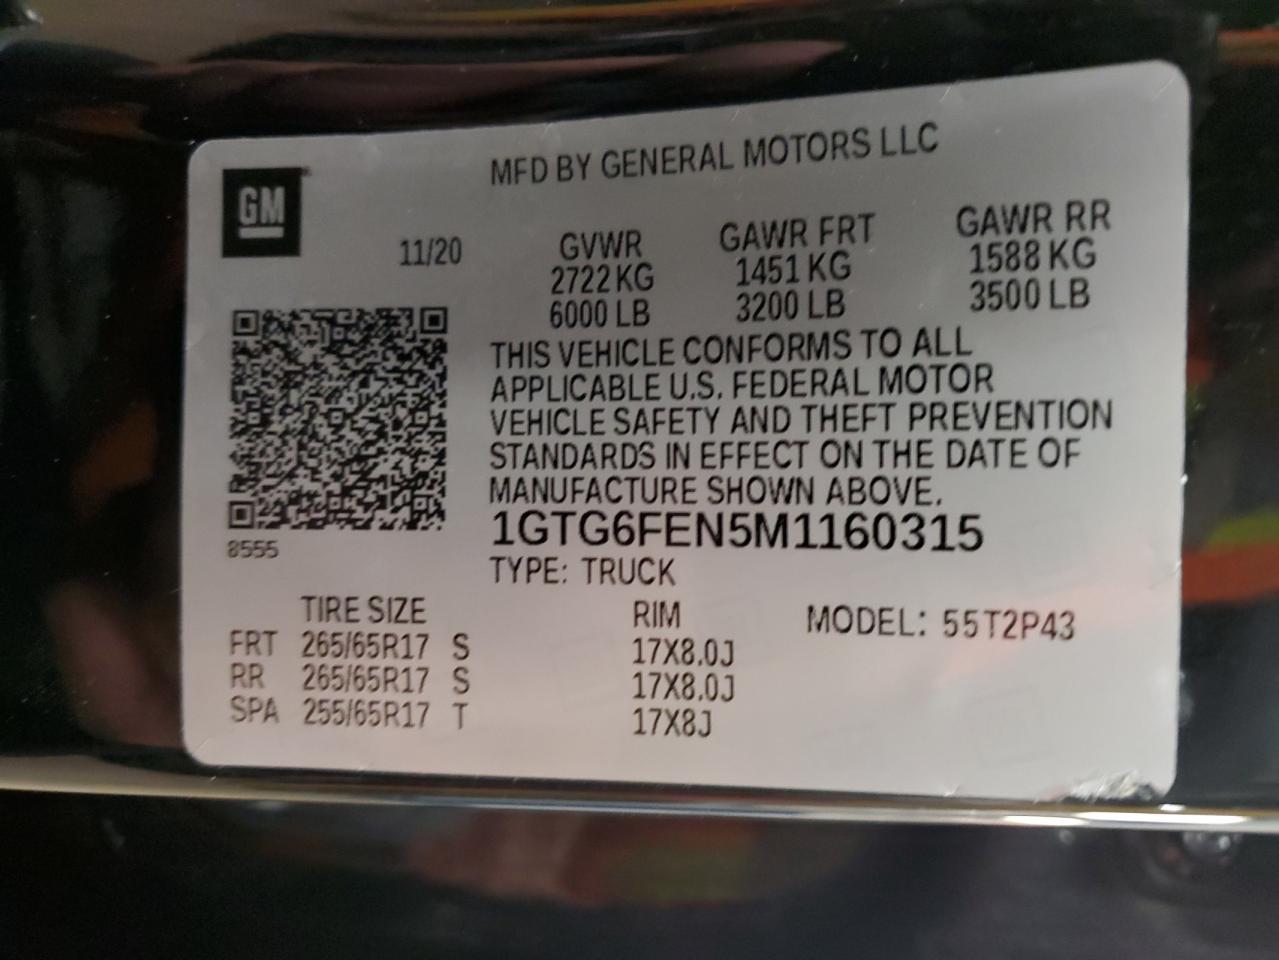 MFD BY GENERAL MOTORS LLC
GM
11/20
GVWR GAWR FRT GAWR RR
2722 KG 1451 KG 1588 KG
6000 LB 3200 LB 3500 LB
THIS VEHICLE CONFORMS TO ALL
APPLICABLE U.S. FEDERAL MOTOR
VEHICLE SAFETY AND THEFT PREVENTION
STANDARDS IN EFFECT ON THE DATE OF
MANUFACTURE SHOWN ABOVE.
1GTG6FEN5M1160315
8555
TYPE: TRUCK
TIRE SIZE RIM MODEL: 55T2P43
FRT 265/65R17 S 17X8.0J
RR 265/65R17 S 17X8.0J
SPA 255/65R17 T 17X8J